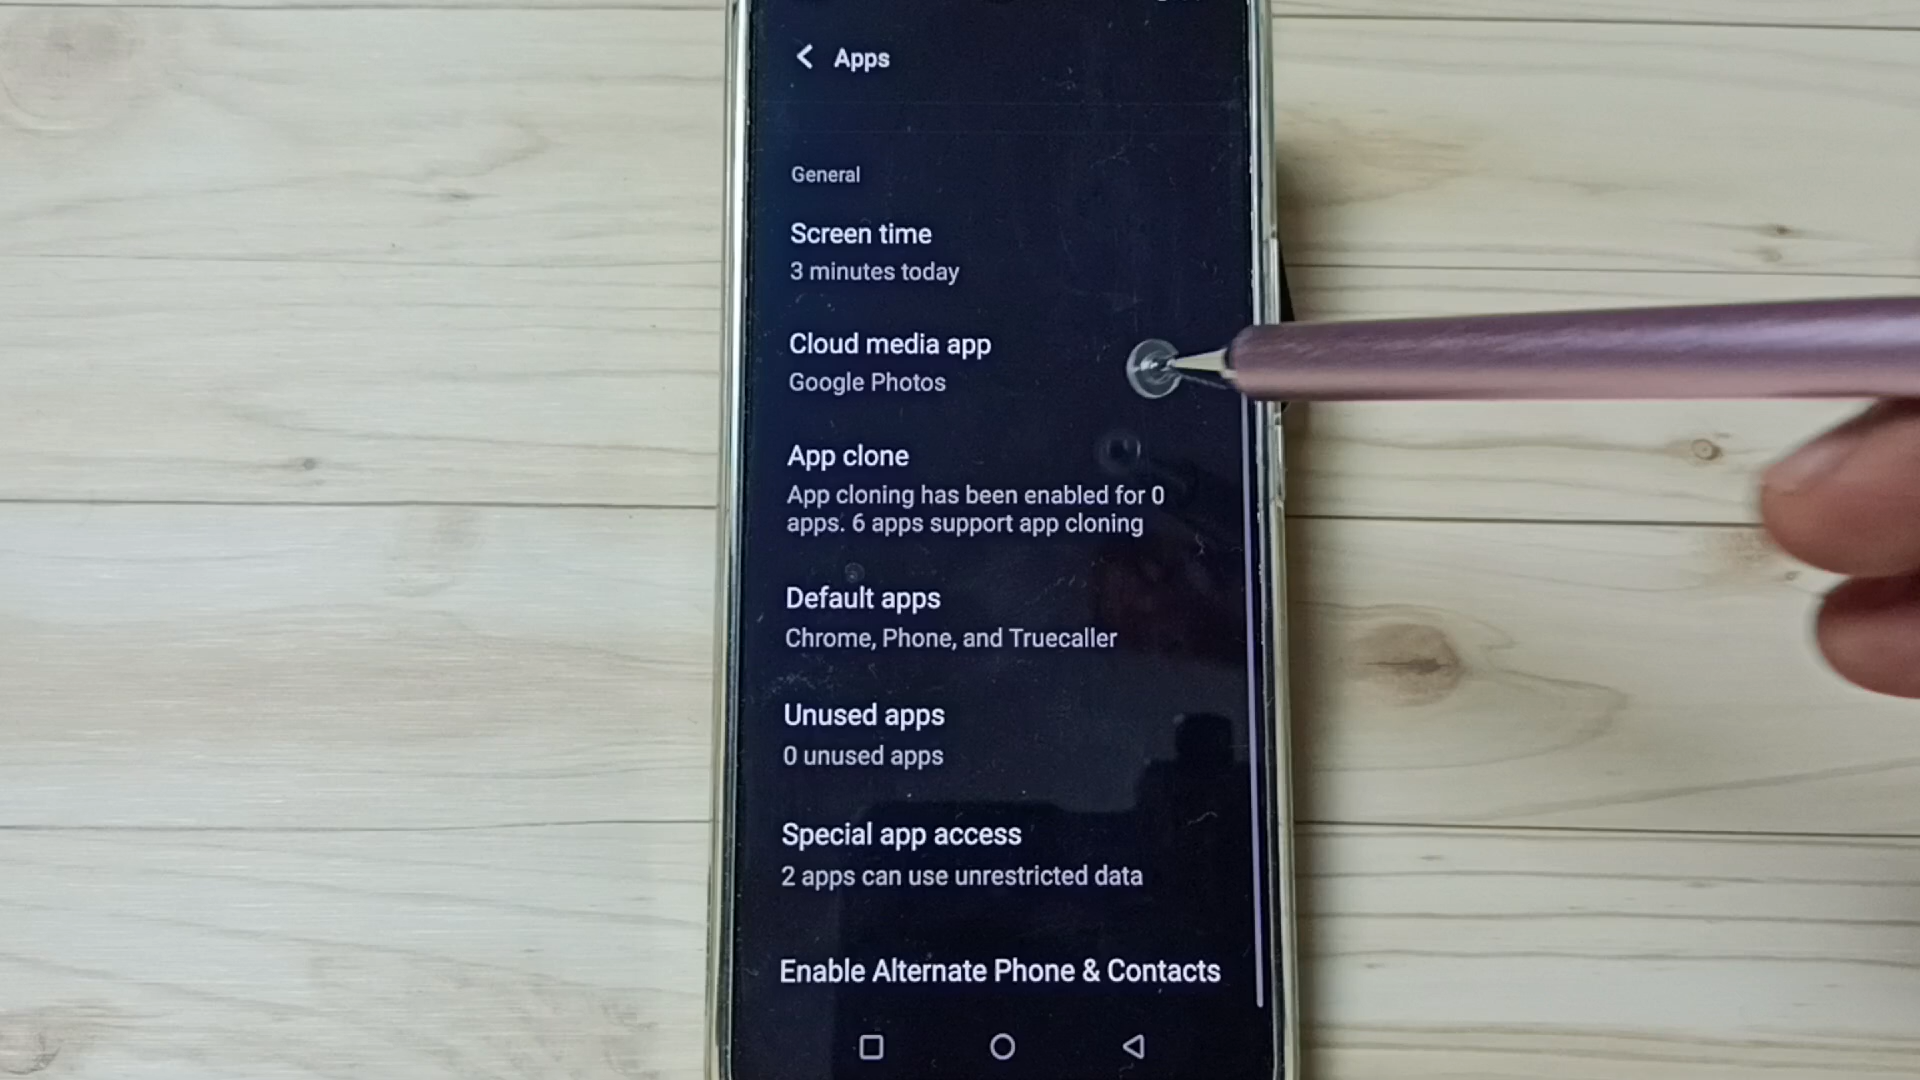 Apps
General
Screen time
3 minutes today
Cloud media app
Google Photos
App clone
App cloning has been enabled for 0
apps. 6 apps support app cloning
Default apps
Chrome, Phone, and Truecaller
Unused apps
0 unused apps
Special app access
2 apps can use unrestricted data
Enable Alternate Phone & Contacts